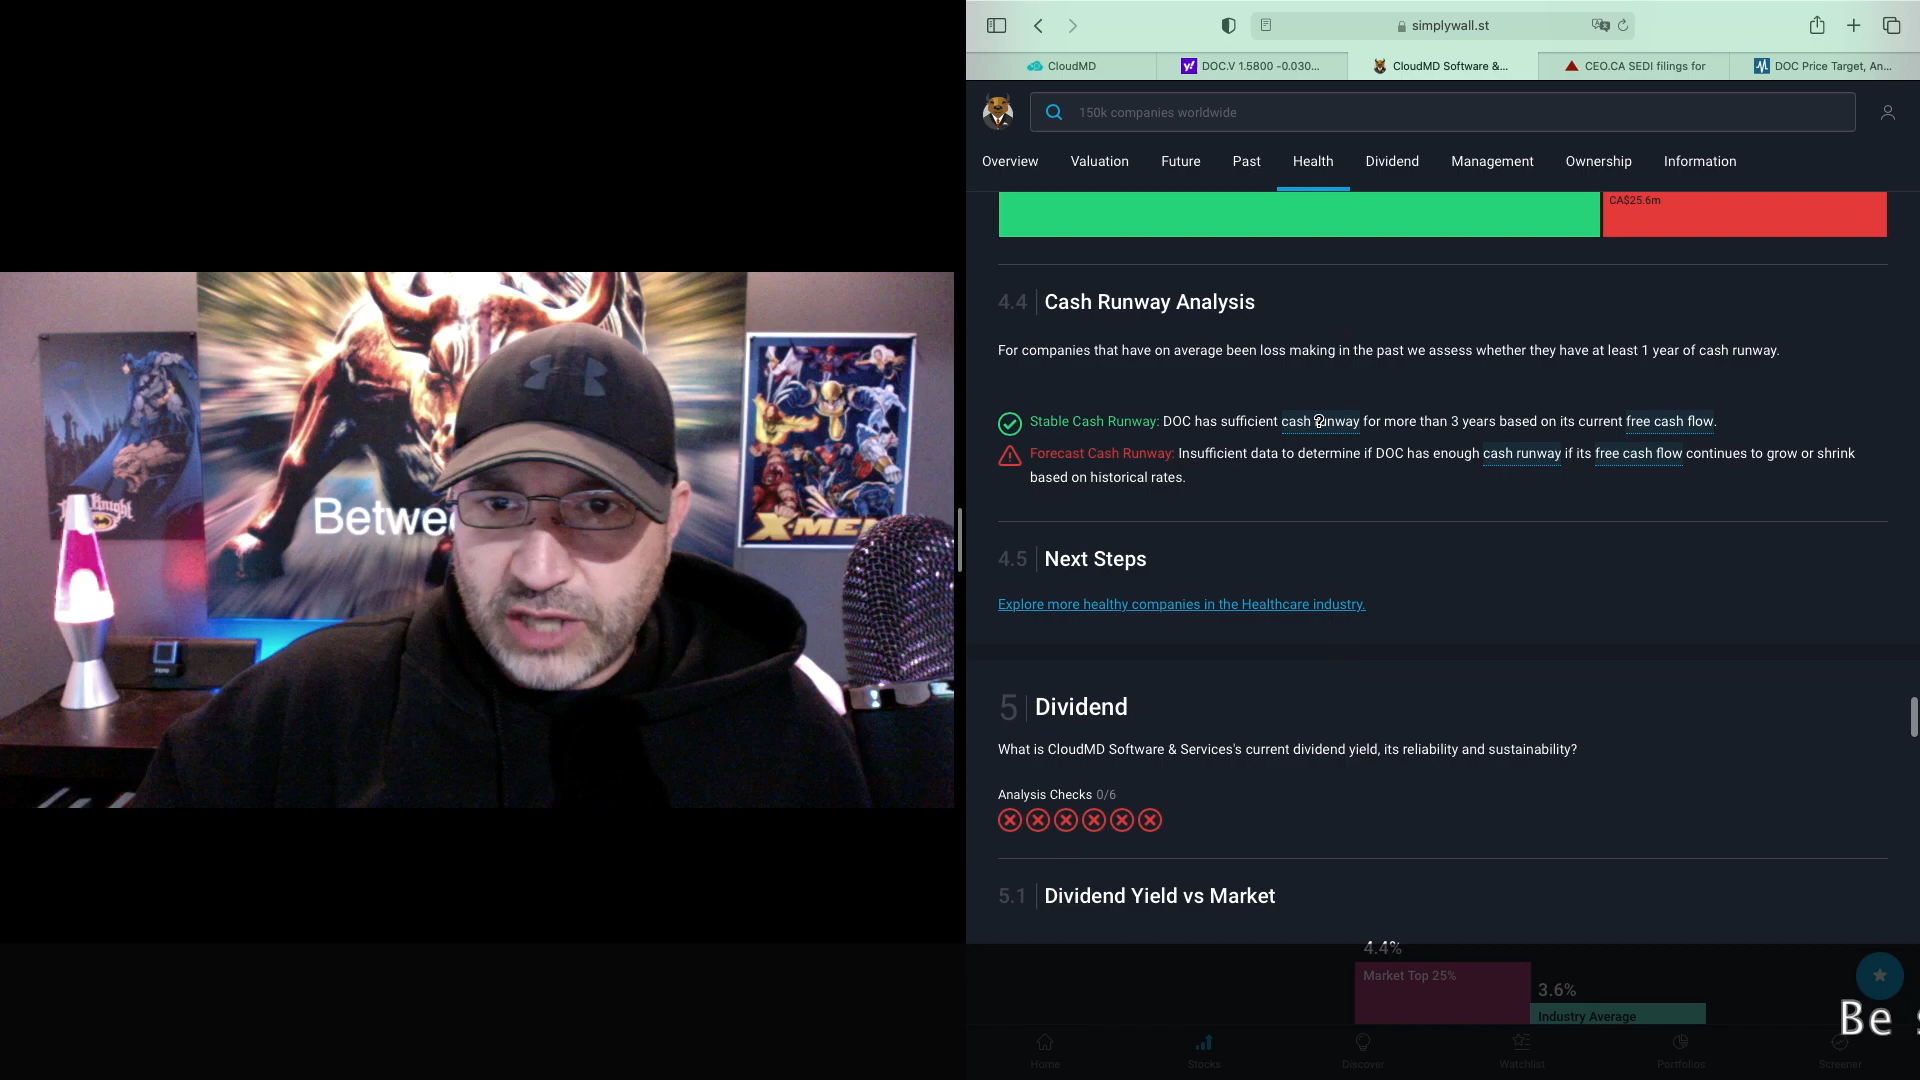 simplywall.st
CloudMD
DOC.V 1.5800 -0.030...
CloudMD Software &...
CEO.CA SEDI filings for
DOC Price Target, An...
150k companies worldwide
Overview
Valuation
Future
Past
Health
Dividend
Management
Ownership
Information
CA$25.6m
4.4 Cash Runway Analysis
For companies that have on average been loss making in the past we assess whether they have at least 1 year of cash runway.
Stable Cash Runway: DOC has sufficient cash runway for more than 3 years based on its current free cash flow.
Forecast Cash Runway: Insufficient data to determine if DOC has enough cash runway if its free cash flow continues to grow or shrink
based on historical rates.
4.5 Next Steps
Explore more healthy companies in the Healthcare industry.
5 Dividend
What is CloudMD Software & Services's current dividend yield, its reliability and sustainability?
Analysis Checks 0/6
5.1 Dividend Yield vs Market
4.4%
Market Top 25%
3.6%
Industry Average
Home
Stocks
Discover
Watchlist
Portfolios
Screener
Be
Betwe
Knight
X-MEN